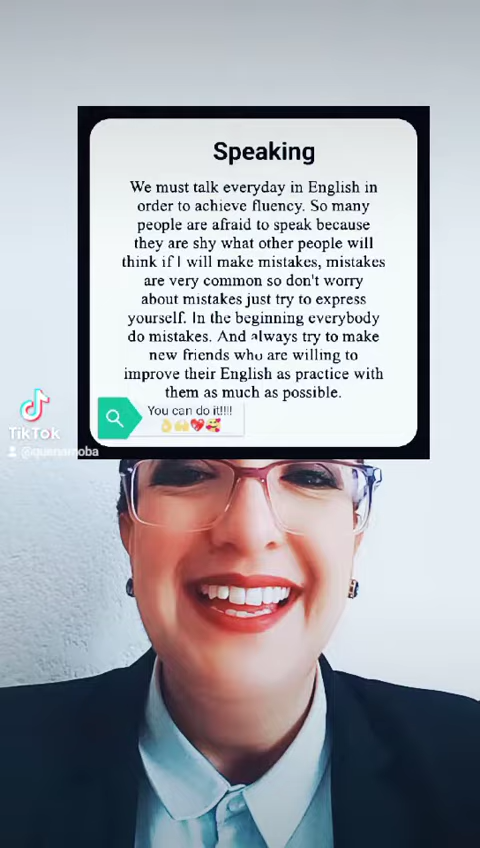 Speaking
We must talk everyday in English in
order to achieve fluency. So many
people are afraid to speak because
they are shy what other people will
think if I will make mistakes, mistakes
are very common so don't worry
about mistakes just try to express
yourself. In the beginning everybody
do mistakes. And always try to make
new friends who are willing to
improve their English as practice with
them as much as possible.
You can do it!!!!
👌🙌💖🥰
TikTok